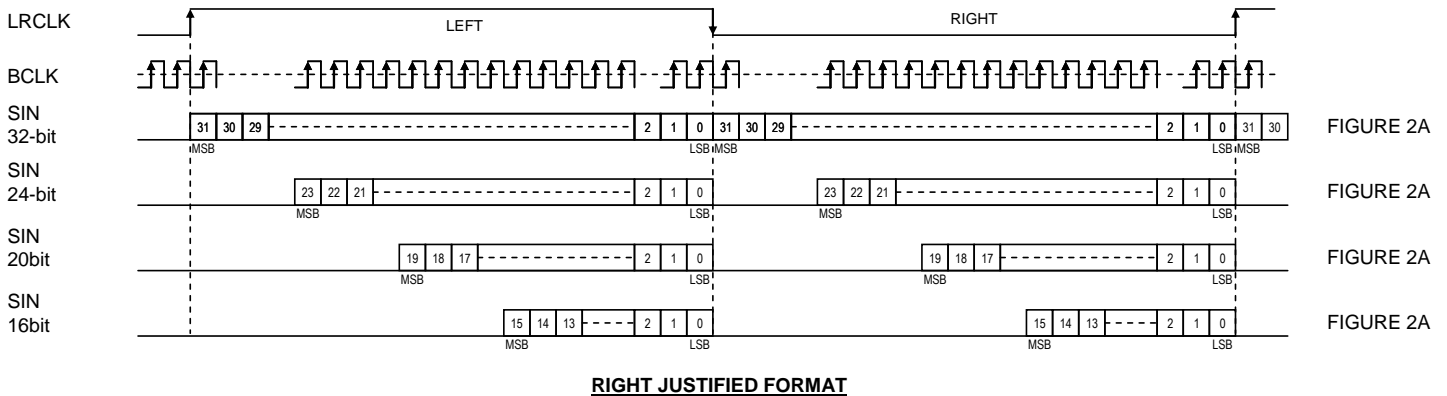 LRCLK
LEFT
RIGHT
BCLK
SIN
32-bit
31 30 29 2 1 0 31 30 29 2 1 0 31 30
FIGURE 2A
MSB LSB MSB LSB MSB
SIN
24-bit
23 22 21 2 1 0 23 22 21 2 1 0
FIGURE 2A
MSB LSB MSB LSB
SIN
20bit
19 18 17 2 1 0 19 18 17 2 1 0
FIGURE 2A
MSB LSB MSB LSB
SIN
16bit
15 14 13 2 1 0 15 14 13 2 1 0
FIGURE 2A
MSB LSB MSB LSB
RIGHT JUSTIFIED FORMAT